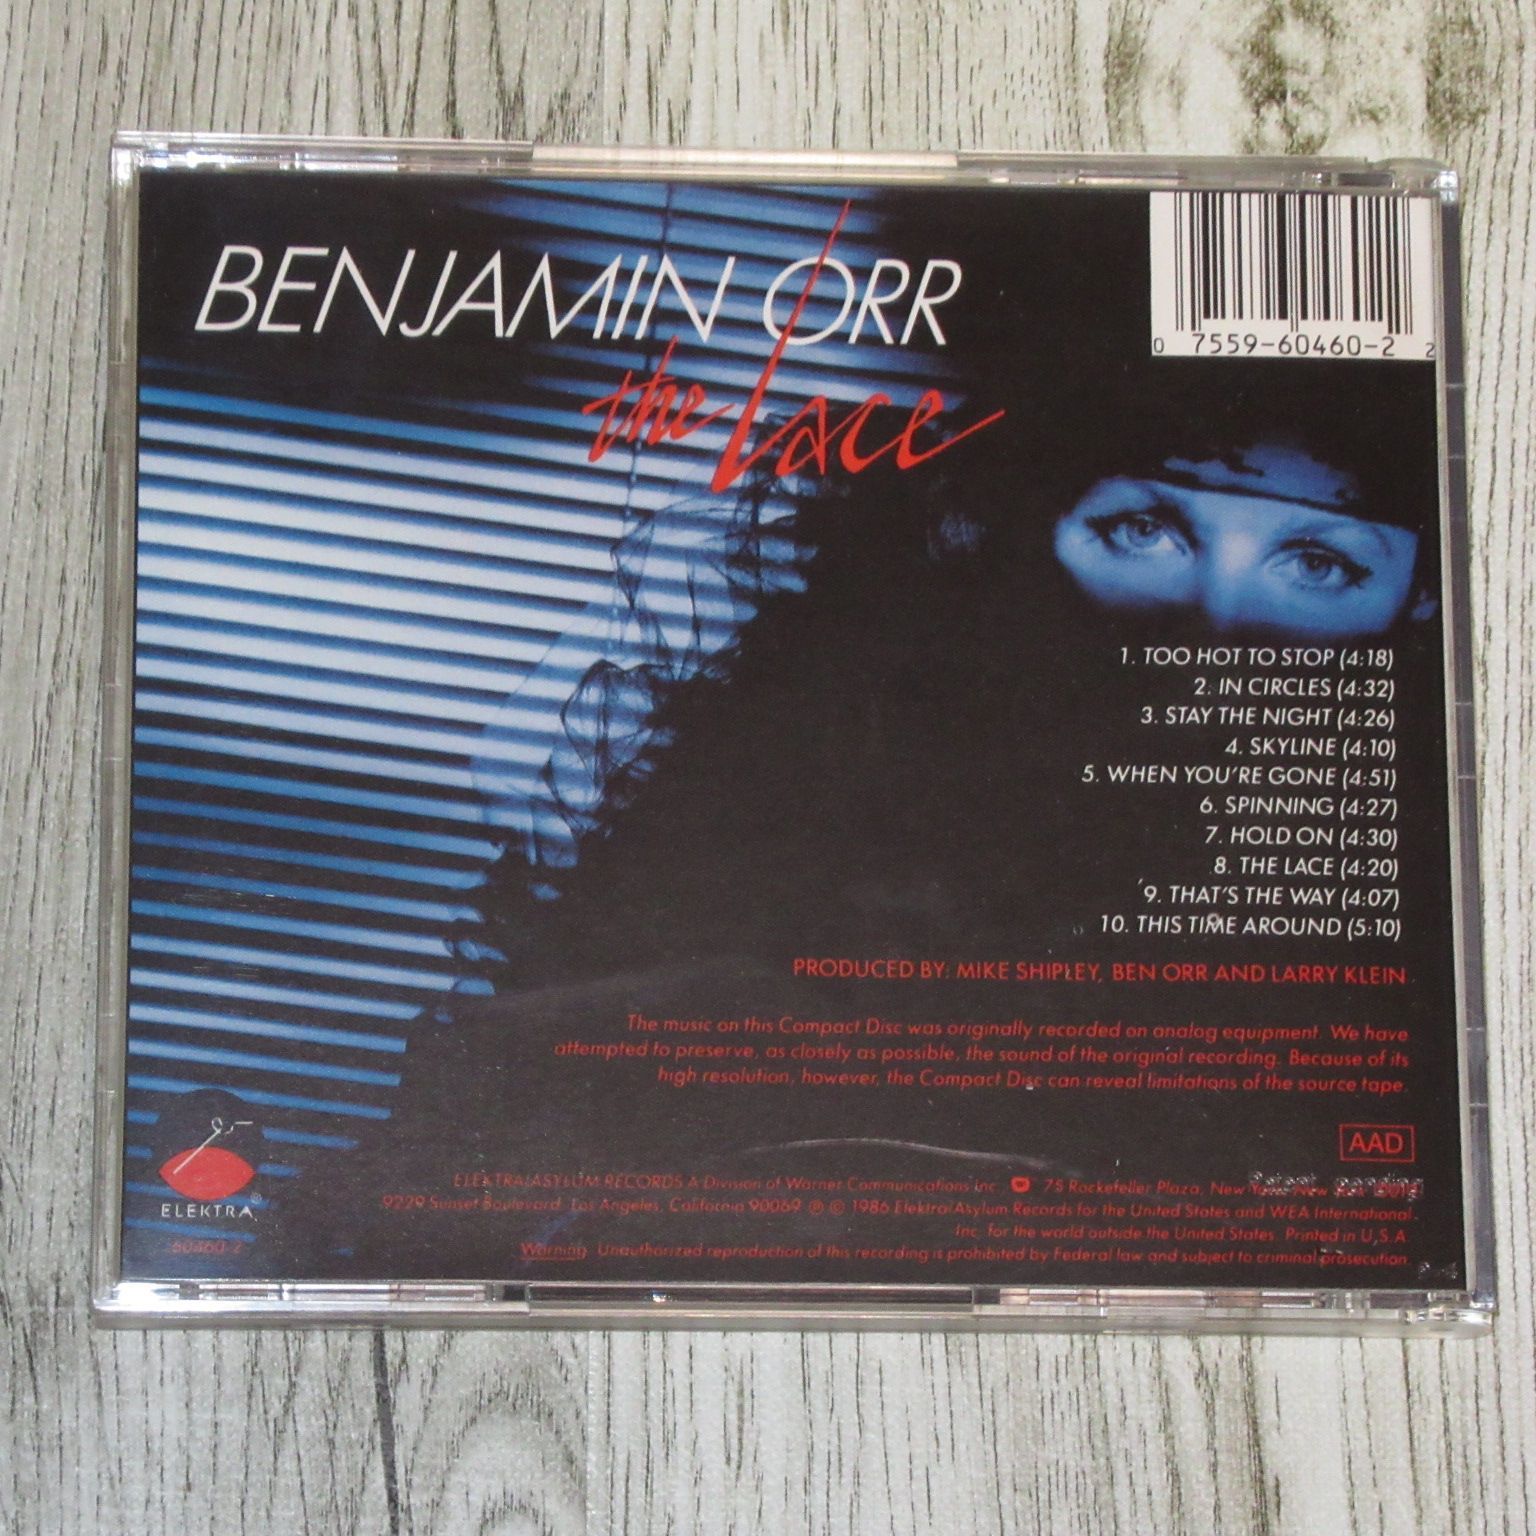 BENJAMIN ORR
the Lace
0 7559-60460-2 2
1. TOO HOT TO STOP (4:18)
2. IN CIRCLES (4:32)
3. STAY THE NIGHT (4:26)
4. SKYLINE (4:10)
5. WHEN YOU'RE GONE (4:51)
6. SPINNING (4:27)
7. HOLD ON (4:30)
8. THE LACE (4:20)
9. THAT'S THE WAY (4:07)
10. THIS TIME AROUND (5:10)
PRODUCED BY: MIKE SHIPLEY, BEN ORR AND LARRY KLEIN
The music on this Compact Disc was originally recorded on analog equipment. We have
attempted to preserve, as closely as possible, the sound of the original recording. Because of its
high resolution, however, the Compact Disc can reveal limitations of the source tape.
AAD
ELEKTRA/ASYLUM RECORDS A Division of Warner Communications Inc. 75 Rockefeller Plaza, New York, New York
9229 Sunset Boulevard, Los Angeles, California 90069 ℗ © 1986 Elektra/Asylum Records for the United States and WEA International
Inc. for the world outside the United States. Printed in U.S.A.
Warning: Unauthorized reproduction of this recording is prohibited by Federal law and subject to criminal prosecution.
Patent pending
ELEKTRA ®
60460-2